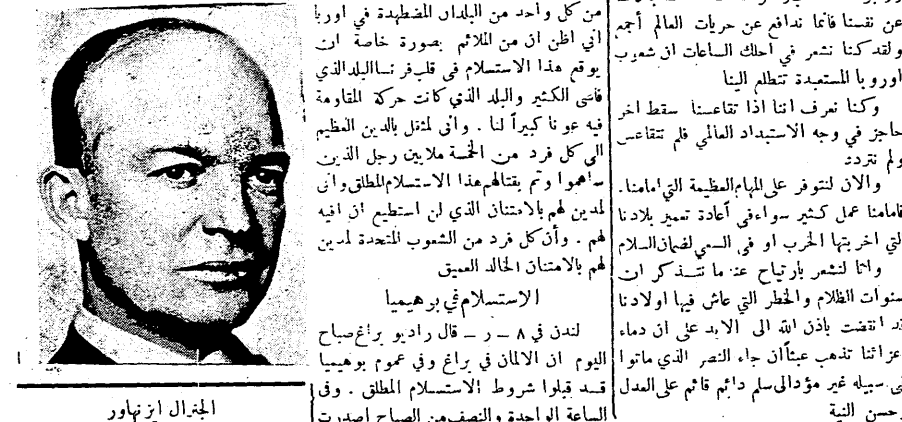 عن نفسنا فانما ندافع عن حريات العالم أجمع
ولقد كنا نشعر في احلك الساعات ان شعوب
اوروبا المستعبدة تتطلع الينا
وكنا نعرف اننا اذا تقاعسنا سقط اخر
حاجز في وجه الاستبداد العالمي فلم نتقاعس
ولم نتردد
والان لنتوفر على المهام العظيمة التي امامنا.
فامامنا عمل كثير سواء في أعادة تعمير بلادنا
التي اخربتها الحرب او في السعي لضمان السلام
وانا لنشعر بارتياح عند ما نتذكر ان
سنوات الظلام والخطر التي عاش فيها اولادنا
قد انقضت باذن الله الى الابد على ان دماء
اعزائنا تذهب عبثاً ان جاء النصر الذي ماتوا
في سبيله غير مؤد الى سلم دائم قائم على العدل
وحسن النية
من كل واحد من البلدان المضطهدة في اوربا
اني اظن ان من الملائم بصورة خاصة ان
يوقع هذا الاستسلام في قلب فرنسا البلد الذي
قاسى الكثير والبلد الذي كانت حركة المقاومة
فيه عونا كبيراً لنا . واني لمثقل بالدين العظيم
الى كل فرد من الخمسة ملايين رجل الذين
ساهموا وتم بقتالهم هذا الاستسلام المطلق واني
لمدين لهم بالامتنان الذي لن استطيع ان افيه
لهم . وأن كل فرد من الشعوب المتحدة لمدين
لهم بالامتنان الخالد العميق
الاستسلام في بوهيميا
لندن في ٨ – ر – قال راديو براغ صباح
اليوم ان الالمان في براغ وفي عموم بوهيميا
قد قبلوا شروط الاستسلام المطلق . وفي
الساعة الواحدة والنصف من الصباح اصدرت
الجنرال ايزنهاور